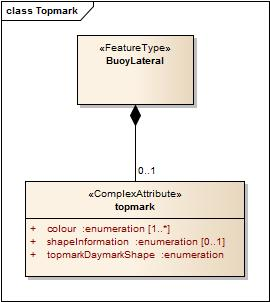 class Topmark
«FeatureType»
BuoyLateral
0..1
«ComplexAttribute»
topmark
+ colour :enumeration [1..*]
+ shapeInformation :enumeration [0..1]
+ topmarkDaymarkShape :enumeration